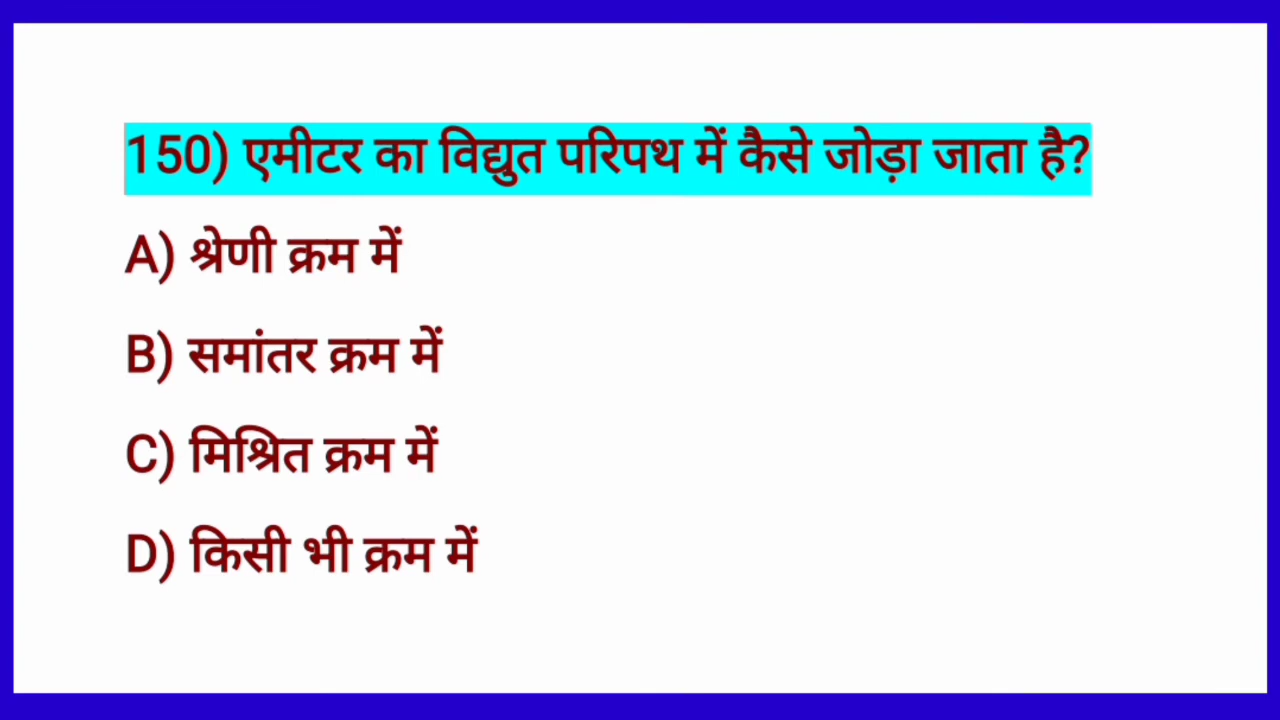 150) एमीटर का विद्युत परिपथ में कैसे जोड़ा जाता है?
A) श्रेणी क्रम में
B) समांतर क्रम में
C) मिश्रित क्रम में
D) किसी भी क्रम में